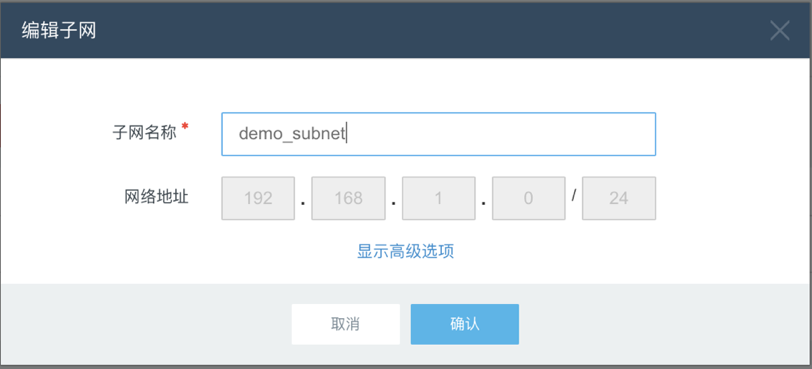 编辑子网
子网名称 * demo_subnet
网络地址 192 . 168 . 1 . 0 / 24
显示高级选项
取消 确认